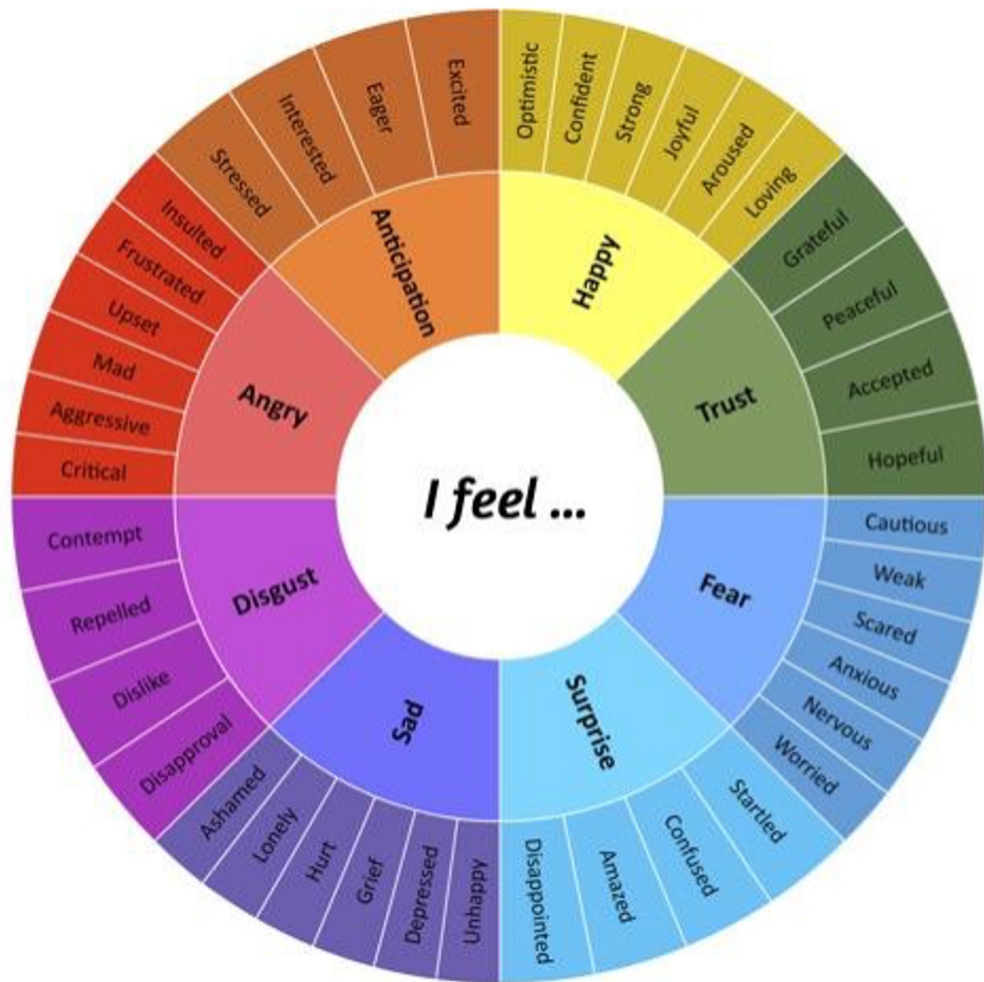 I feel ...
Happy
Optimistic
Confident
Strong
Joyful
Aroused
Loving
Trust
Grateful
Peaceful
Accepted
Hopeful
Fear
Cautious
Weak
Scared
Anxious
Nervous
Worried
Surprise
Startled
Confused
Amazed
Disappointed
Sad
Unhappy
Depressed
Grief
Hurt
Lonely
Ashamed
Disgust
Disapproval
Dislike
Repelled
Contempt
Angry
Critical
Aggressive
Mad
Upset
Frustrated
Insulted
Anticipation
Stressed
Interested
Eager
Excited